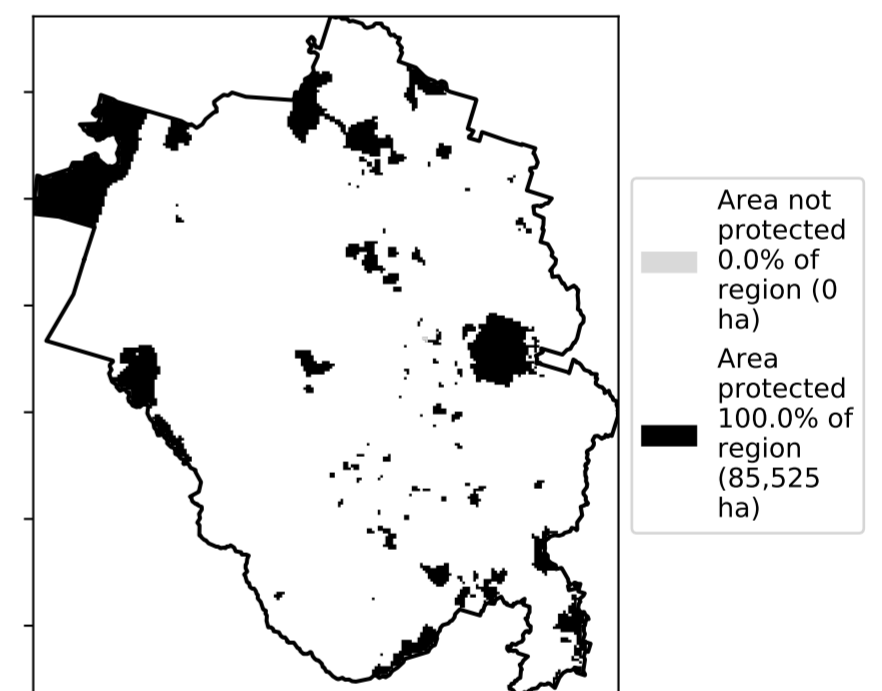 Area not
protected
0.0% of
region (0
ha)
Area
protected
100.0% of
region
(85,525
ha)